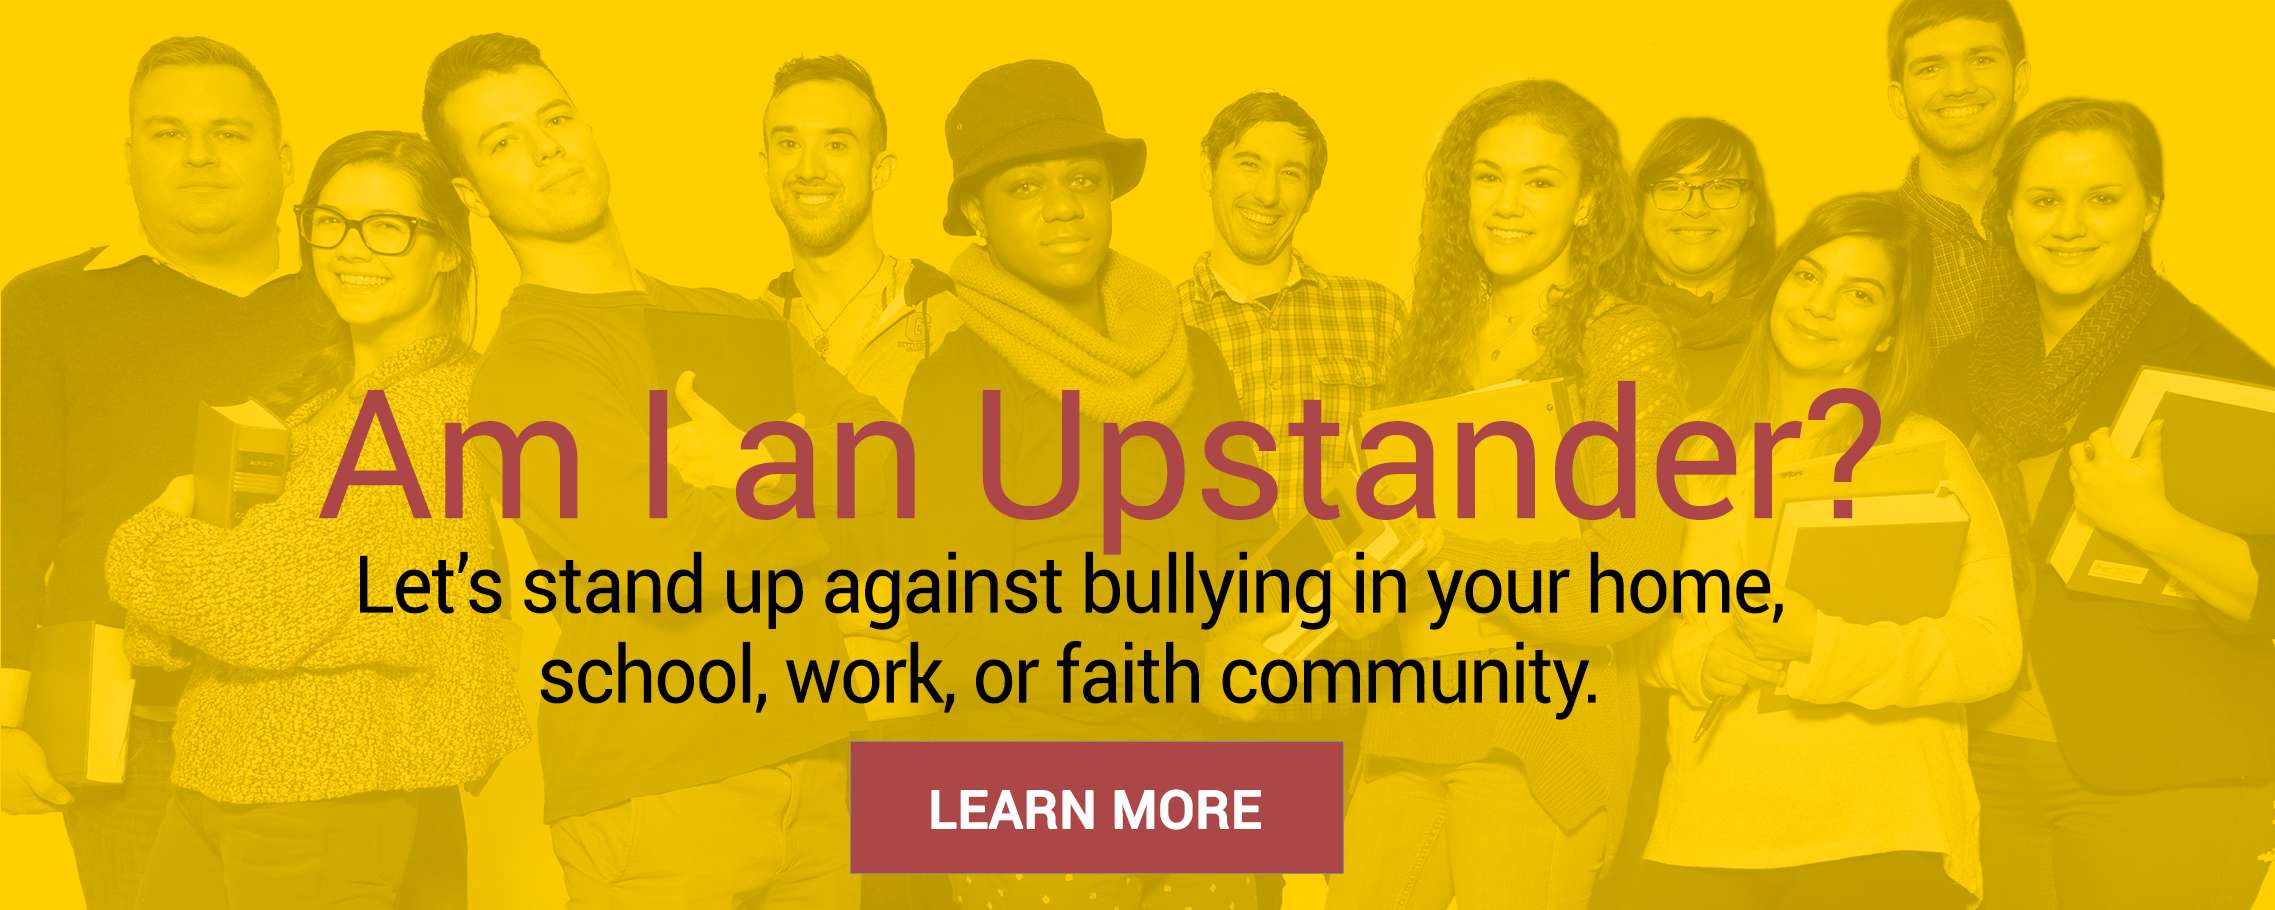 Am I an Upstander?
Let’s stand up against bullying in your home,
school, work, or faith community.
LEARN MORE